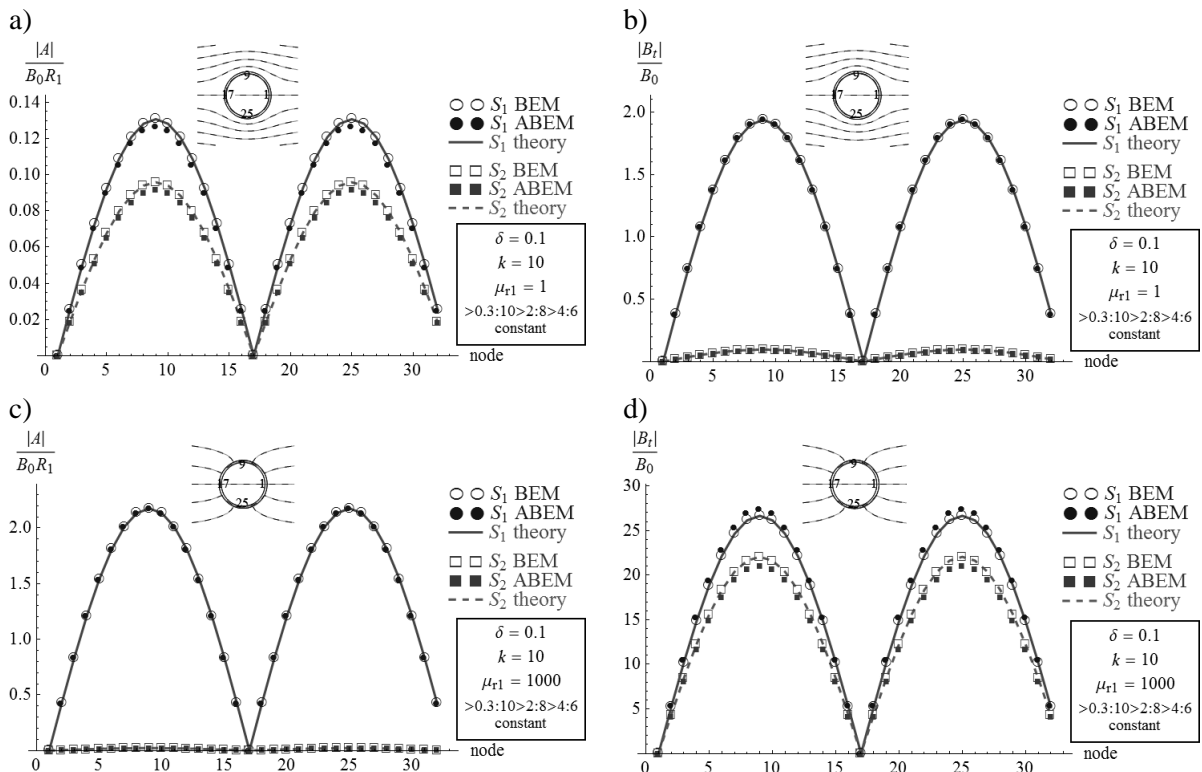 a)
|A|
B0R1
0.14
0.12
0.10
0.08
0.06
0.04
0.02
5 10 15 20 25 30
node
9
17 1
25
○ ○ S1 BEM
● ● S1 ABEM
— S1 theory
□ □ S2 BEM
■ ■ S2 ABEM
- - - S2 theory
δ = 0.1
k = 10
μr1 = 1
>0.3:10>2:8>4:6
constant
b)
|Bt|
B0
2.0
1.5
1.0
0.5
0 5 10 15 20 25 30
node
9
17 1
25
○ ○ S1 BEM
● ● S1 ABEM
— S1 theory
□ □ S2 BEM
■ ■ S2 ABEM
- - - S2 theory
δ = 0.1
k = 10
μr1 = 1
>0.3:10>2:8>4:6
constant
c)
|A|
B0R1
2.0
1.5
1.0
0.5
0 5 10 15 20 25 30
node
9
17 1
25
○ ○ S1 BEM
● ● S1 ABEM
— S1 theory
□ □ S2 BEM
■ ■ S2 ABEM
- - - S2 theory
δ = 0.1
k = 10
μr1 = 1000
>0.3:10>2:8>4:6
constant
d)
|Bt|
B0
30
25
20
15
10
5
0
0 5 10 15 20 25 30
node
9
17 1
25
○ ○ S1 BEM
● ● S1 ABEM
— S1 theory
□ □ S2 BEM
■ ■ S2 ABEM
- - - S2 theory
δ = 0.1
k = 10
μr1 = 1000
>0.3:10>2:8>4:6
constant